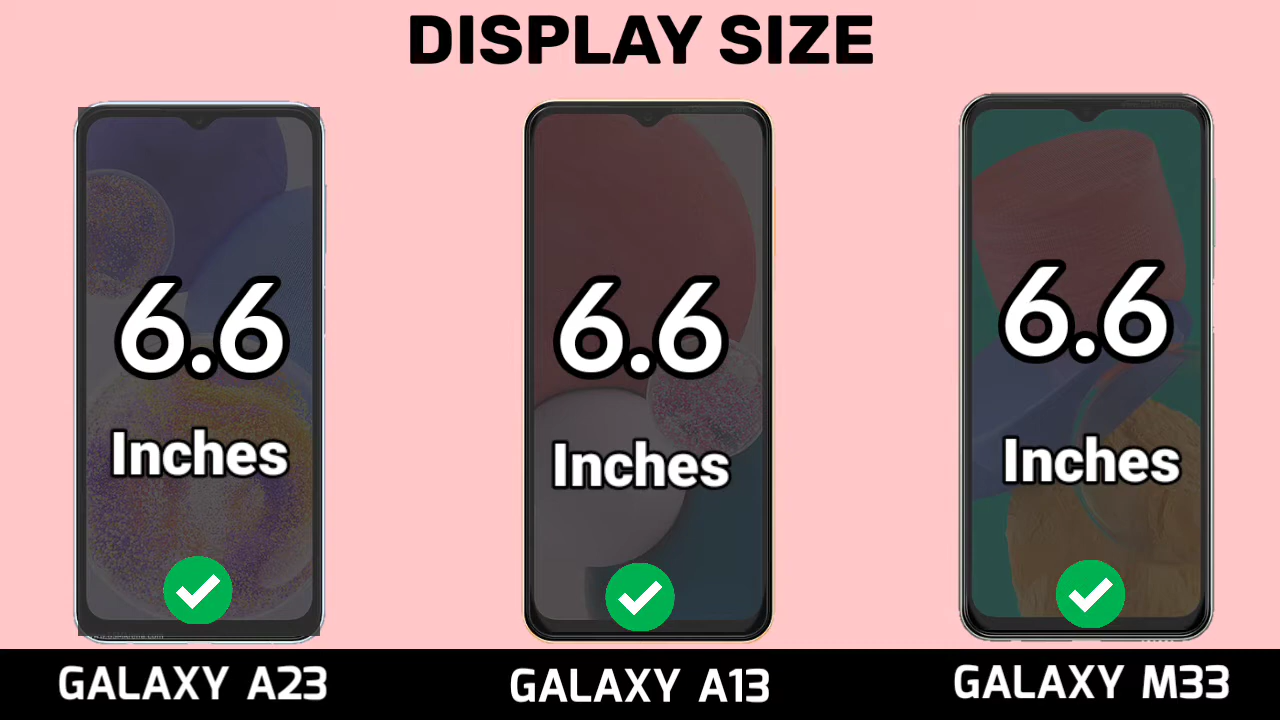 DISPLAY SIZE
6.6
Inches
6.6
Inches
6.6
Inches
GALAXY A23
GALAXY A13
GALAXY M33